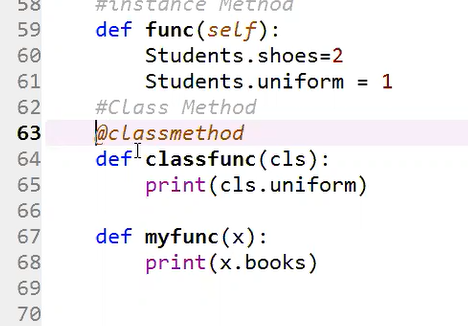 58 #instance Method
59 def func(self):
60 Students.shoes=2
61 Students.uniform = 1
62 #Class Method
63 @classmethod
64 def classfunc(cls):
65 print(cls.uniform)
66
67 def myfunc(x):
68 print(x.books)
69
70